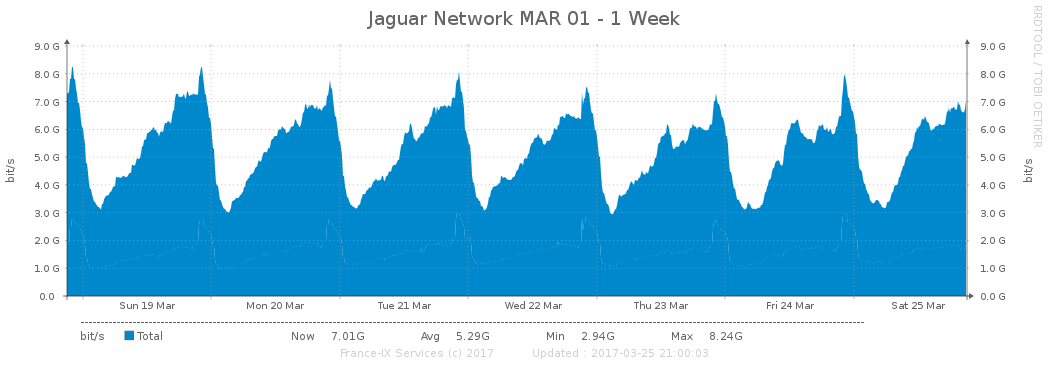 Jaguar Network MAR 01 - 1 Week
RRDTOOL / TOBI OETIKER
bit/s
9.0 G
8.0 G
7.0 G
6.0 G
5.0 G
4.0 G
3.0 G
2.0 G
1.0 G
0.0
9.0 G
8.0 G
7.0 G
6.0 G
5.0 G
4.0 G
3.0 G
2.0 G
1.0 G
0.0 G
bit/s
Sun 19 Mar Mon 20 Mar Tue 21 Mar Wed 22 Mar Thu 23 Mar Fri 24 Mar Sat 25 Mar
bit/s Total Now 7.01G Avg 5.29G Min 2.94G Max 8.24G
France-IX Services (c) 2017 Updated : 2017-03-25 21:00:03